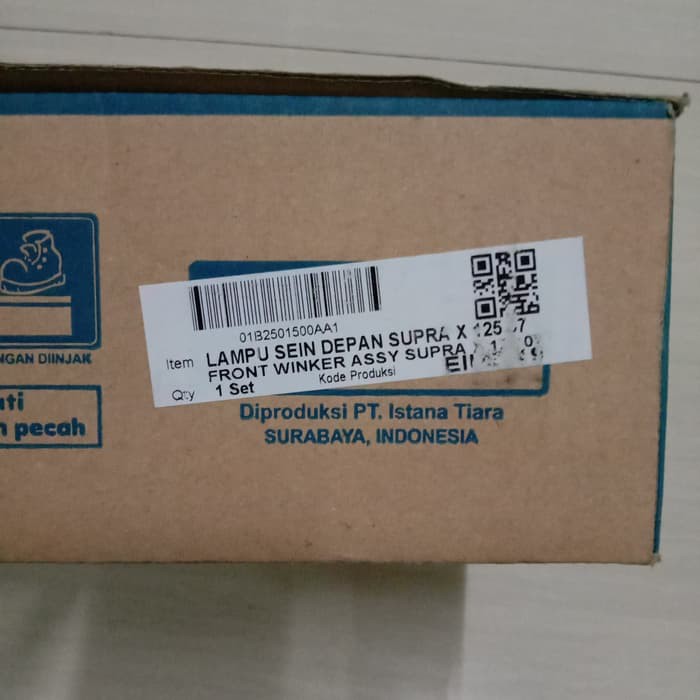 NGAN DIINJAK
ati
n pecah
01B2501500AA1
Item LAMPU SEIN DEPAN SUPRA X 125
FRONT WINKER ASSY SUPRA
Qty 1 Set Kode Produksi
Diproduksi PT. Istana Tiara
SURABAYA, INDONESIA